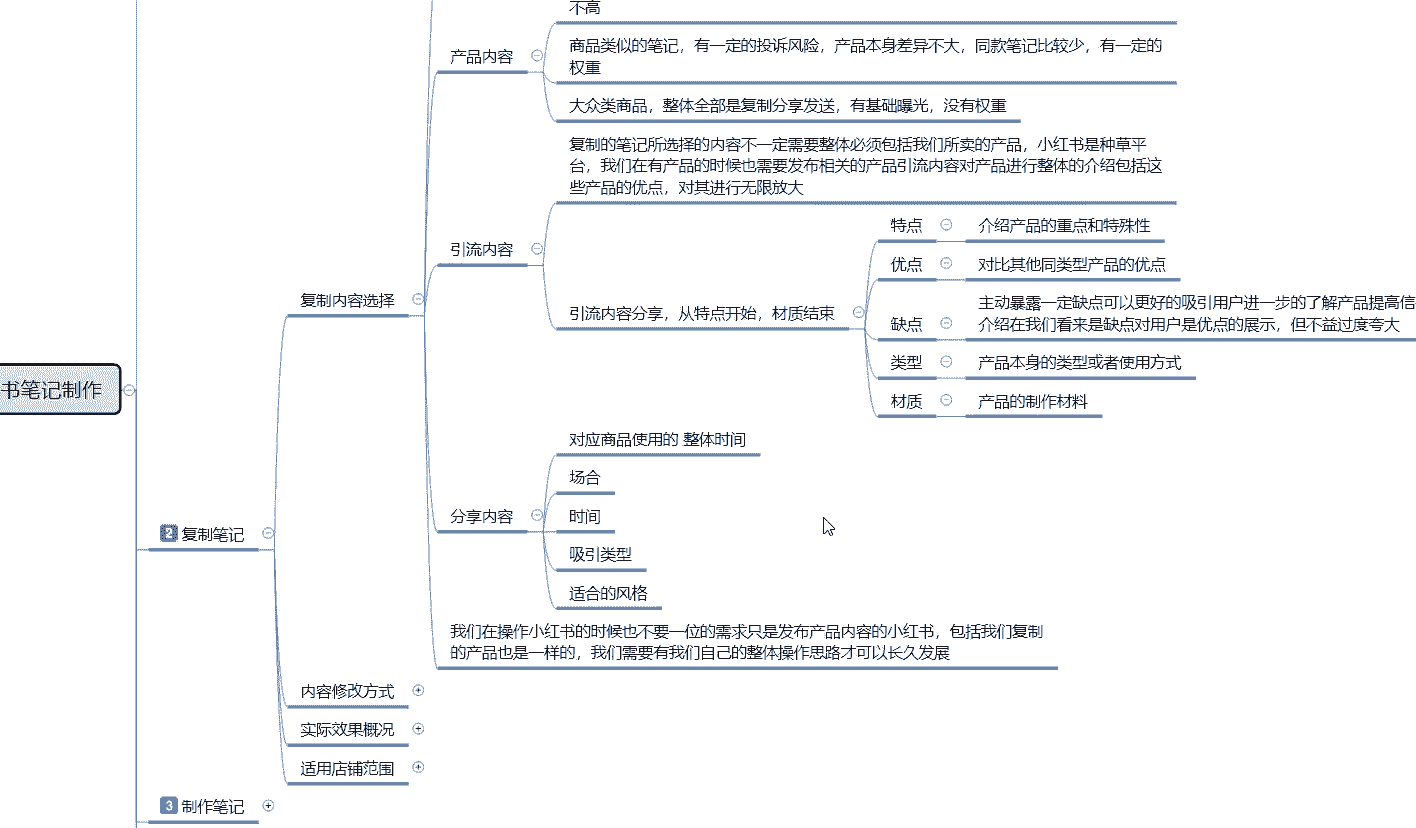 不高
产品内容
商品类似的笔记，有一定的投诉风险，产品本身差异不大，同款笔记比较少，有一定的
权重
大众类商品，整体全部是复制分享发送，有基础曝光，没有权重
复制的笔记所选择的内容不一定需要整体必须包括我们所卖的产品，小红书是种草平
台，我们在有产品的时候也需要发布相关的产品引流内容对产品进行整体的介绍包括这
些产品的优点，对其进行无限放大
引流内容
特点
介绍产品的重点和特殊性
优点
对比其他同类型产品的优点
复制内容选择
引流内容分享，从特点开始，材质结束
主动暴露一定缺点可以更好的吸引用户进一步的了解产品提高信
缺点
介绍在我们看来是缺点对用户是优点的展示，但不益过度夸大
类型
产品本身的类型或者使用方式
书笔记制作
材质
产品的制作材料
对应商品使用的 整体时间
场合
分享内容
时间
2 复制笔记
吸引类型
适合的风格
我们在操作小红书的时候也不要一位的需求只是发布产品内容的小红书，包括我们复制
的产品也是一样的，我们需要有我们自己的整体操作思路才可以长久发展
内容修改方式
实际效果概况
适用店铺范围
3 制作笔记